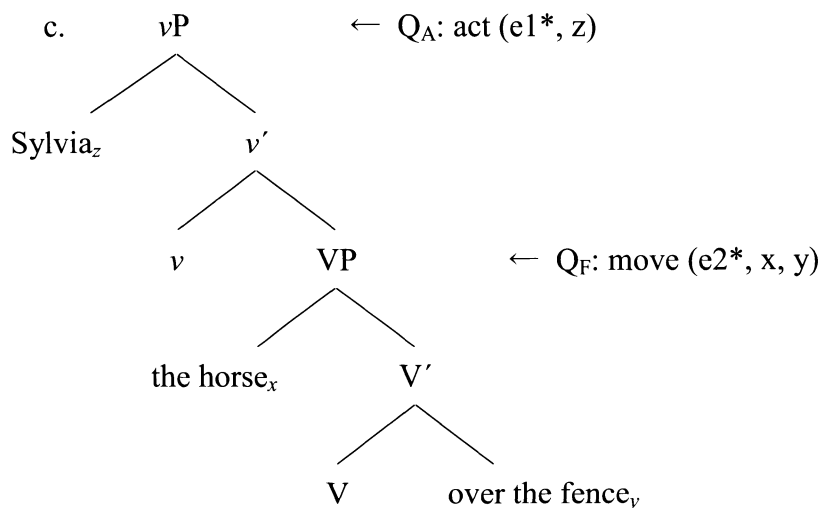 c. vP ← Q_A: act (e1*, z)
Sylvia_z v′
v VP ← Q_F: move (e2*, x, y)
the horse_x V′
V over the fence_y